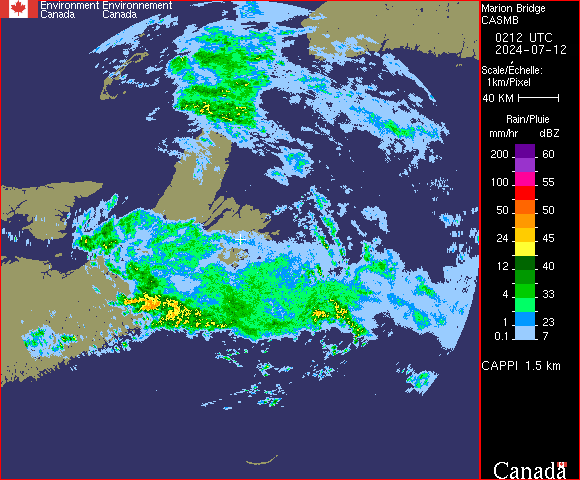 Environment Environnement
Canada Canada
Marion Bridge
CASMB
0212 UTC
2024-07-12
Scale/Echelle:
1km/Pixel
40 KM
Rain/Pluie
mm/hr dBZ
200 60
100 55
50 50
24 45
12 40
4 33
1 23
0.1 7
CAPPI 1.5 km
Canada